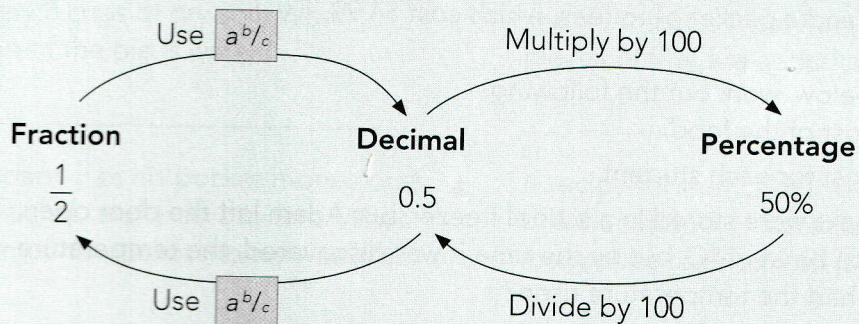 Use a b/c
Multiply by 100
Fraction
Decimal
Percentage
1/2
0.5
50%
Use a b/c
Divide by 100